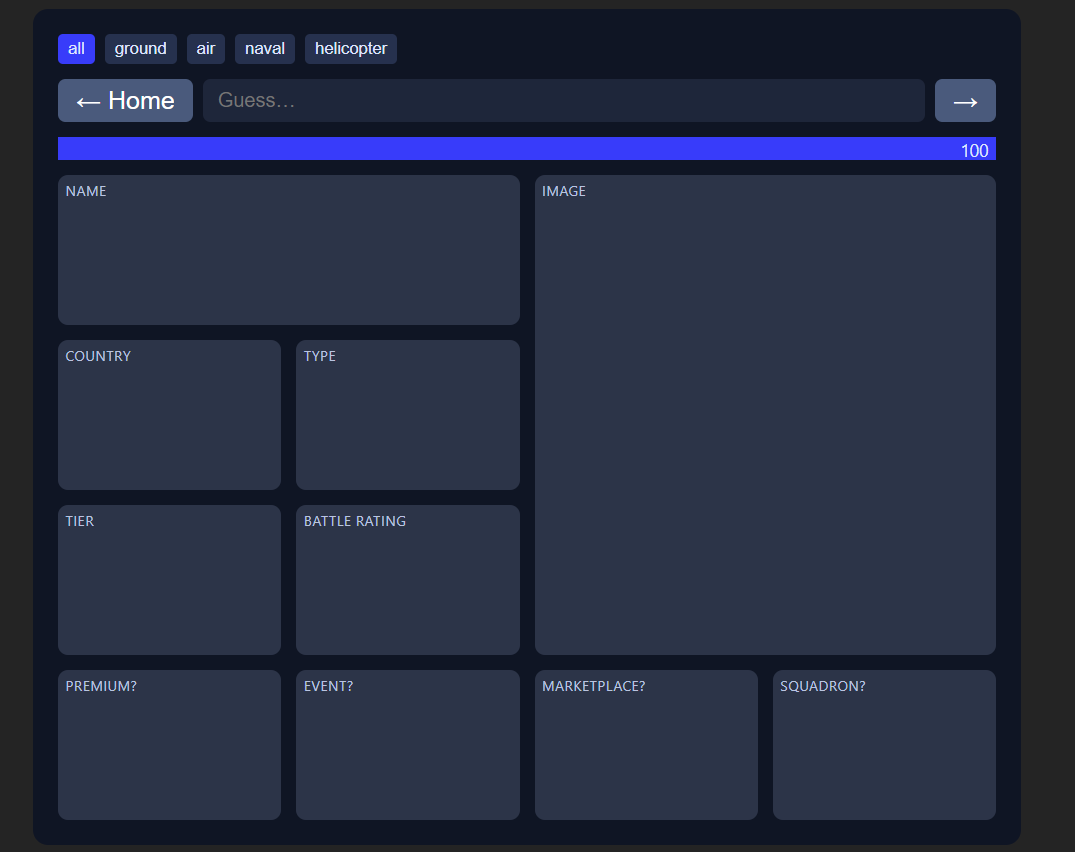 all ground air naval helicopter
← Home Guess... →
100
NAME IMAGE
COUNTRY TYPE
TIER BATTLE RATING
PREMIUM? EVENT? MARKETPLACE? SQUADRON?